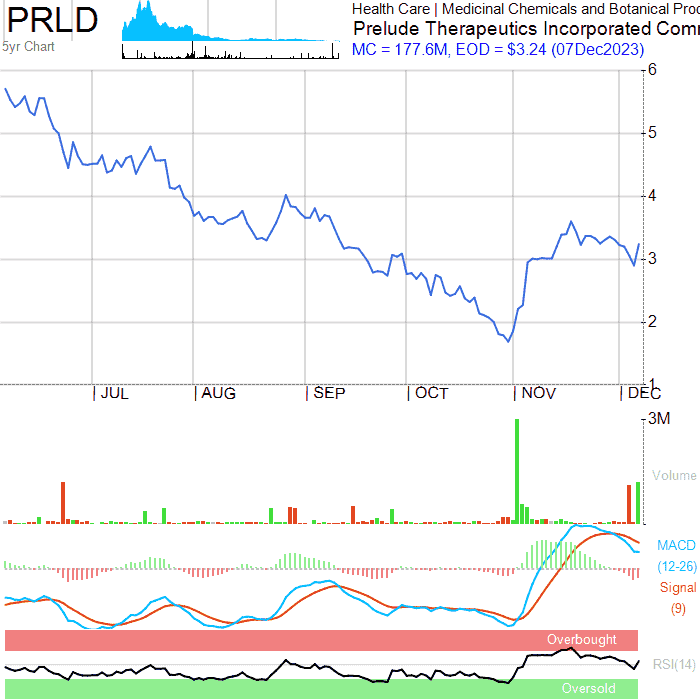 PRLD
5yr Chart
Health Care | Medicinal Chemicals and Botanical Prod
Prelude Therapeutics Incorporated Comm
MC = 177.6M, EOD = $3.24 (07Dec2023)
6
5
4
3
2
1
JUL AUG SEP OCT NOV DEC
3M
Volume
MACD
(12-26)
Signal
(9)
Overbought
RSI(14)
Oversold